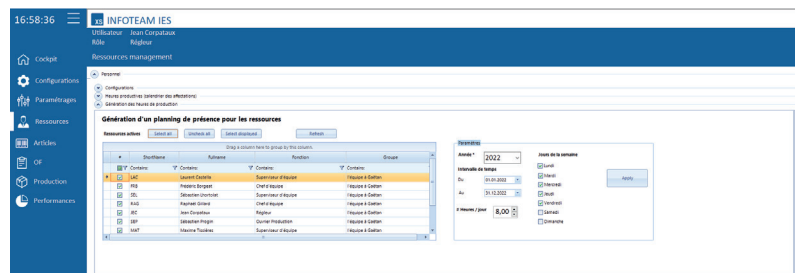 16:58:36
XS INFOTEAM IES
Utilisateur Jean Corpataux
Rôle Régleur
Ressources management
Cockpit
Configurations
Paramétrages
Ressources
Articles
OF
Production
Performances
Personnel
Configurations
Heures productives (calendrier des affectations)
Génération des heures de production
Génération d'un planning de présence pour les ressources
Ressources actives Select all Uncheck all Select displayed Refresh
Drag a column here to group by this column.
# Shortname Fullname Fonction Groupe
Contains: Contains: Contains: Contains:
LAC Laurent Castella Superviseur d'équipe l'équipe à Gaëtan
FRB Frédéric Borgeat Chef d'équipe l'équipe à Gaëtan
SEL Superviseur d'équipe l'équipe à Gaëtan
RAG Raphaël Gillard Chef d'équipe l'équipe à Gaëtan
JEC Jean Corpataux Régleur l'équipe à Gaëtan
SEP Sébastien Progin Ouvrier Production l'équipe à Gaëtan
MAT Maxime Tissières Superviseur d'équipe l'équipe à Gaëtan
Paramètres
Année * 2022
Intervalle de temps
Du 01.01.2022
Au 31.12.2022
# Heures / jour 8,00
Jours de la semaine
Lundi
Mardi
Mercredi
Jeudi
Vendredi
Samedi
Dimanche
Apply